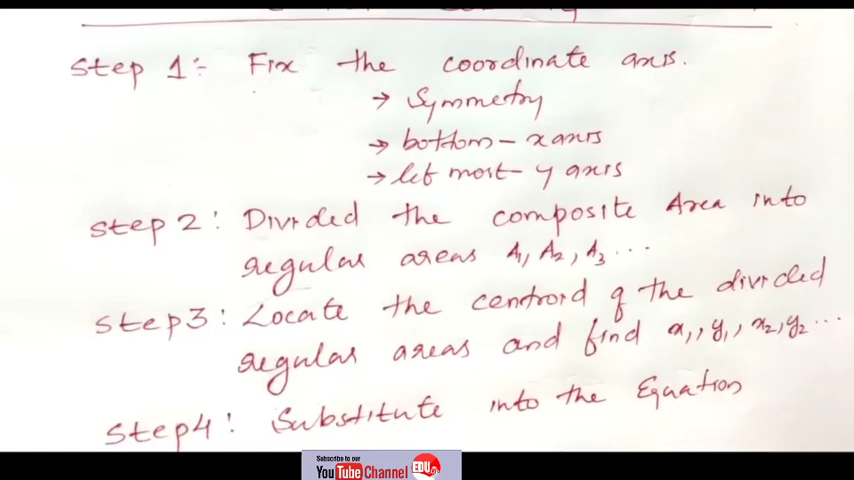 Step 1:- Fix the coordinate axis.
→ Symmetry
→ bottom - x axis
→ lef most - y axis
Step 2: Divided the composite Area into
regular areas A1, A2, A3 ...
Step 3: Locate the centroid of the divided
regular areas and find x1, y1, x2, y2 ...
Step 4: Substitute into the Equation
Subscribe to our
YouTube Channel
EDU